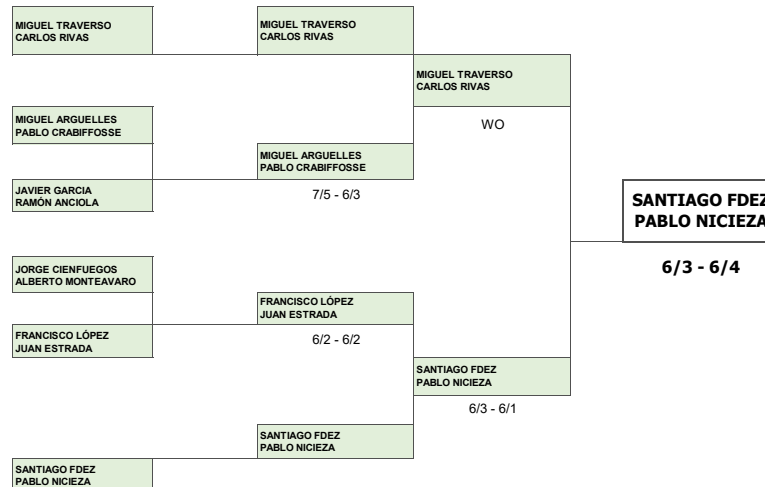 MIGUEL TRAVERSO
CARLOS RIVAS
MIGUEL ARGUELLES
PABLO CRABIFFOSSE
JAVIER GARCIA
RAMÓN ANCIOLA
JORGE CIENFUEGOS
ALBERTO MONTEAVARO
FRANCISCO LÓPEZ
JUAN ESTRADA
SANTIAGO FDEZ
PABLO NICIEZA
MIGUEL TRAVERSO
CARLOS RIVAS
MIGUEL ARGUELLES
PABLO CRABIFFOSSE
7/5 - 6/3
FRANCISCO LÓPEZ
JUAN ESTRADA
6/2 - 6/2
SANTIAGO FDEZ
PABLO NICIEZA
MIGUEL TRAVERSO
CARLOS RIVAS
WO
SANTIAGO FDEZ
PABLO NICIEZA
6/3 - 6/1
SANTIAGO FDEZ
PABLO NICIEZA
6/3 - 6/4